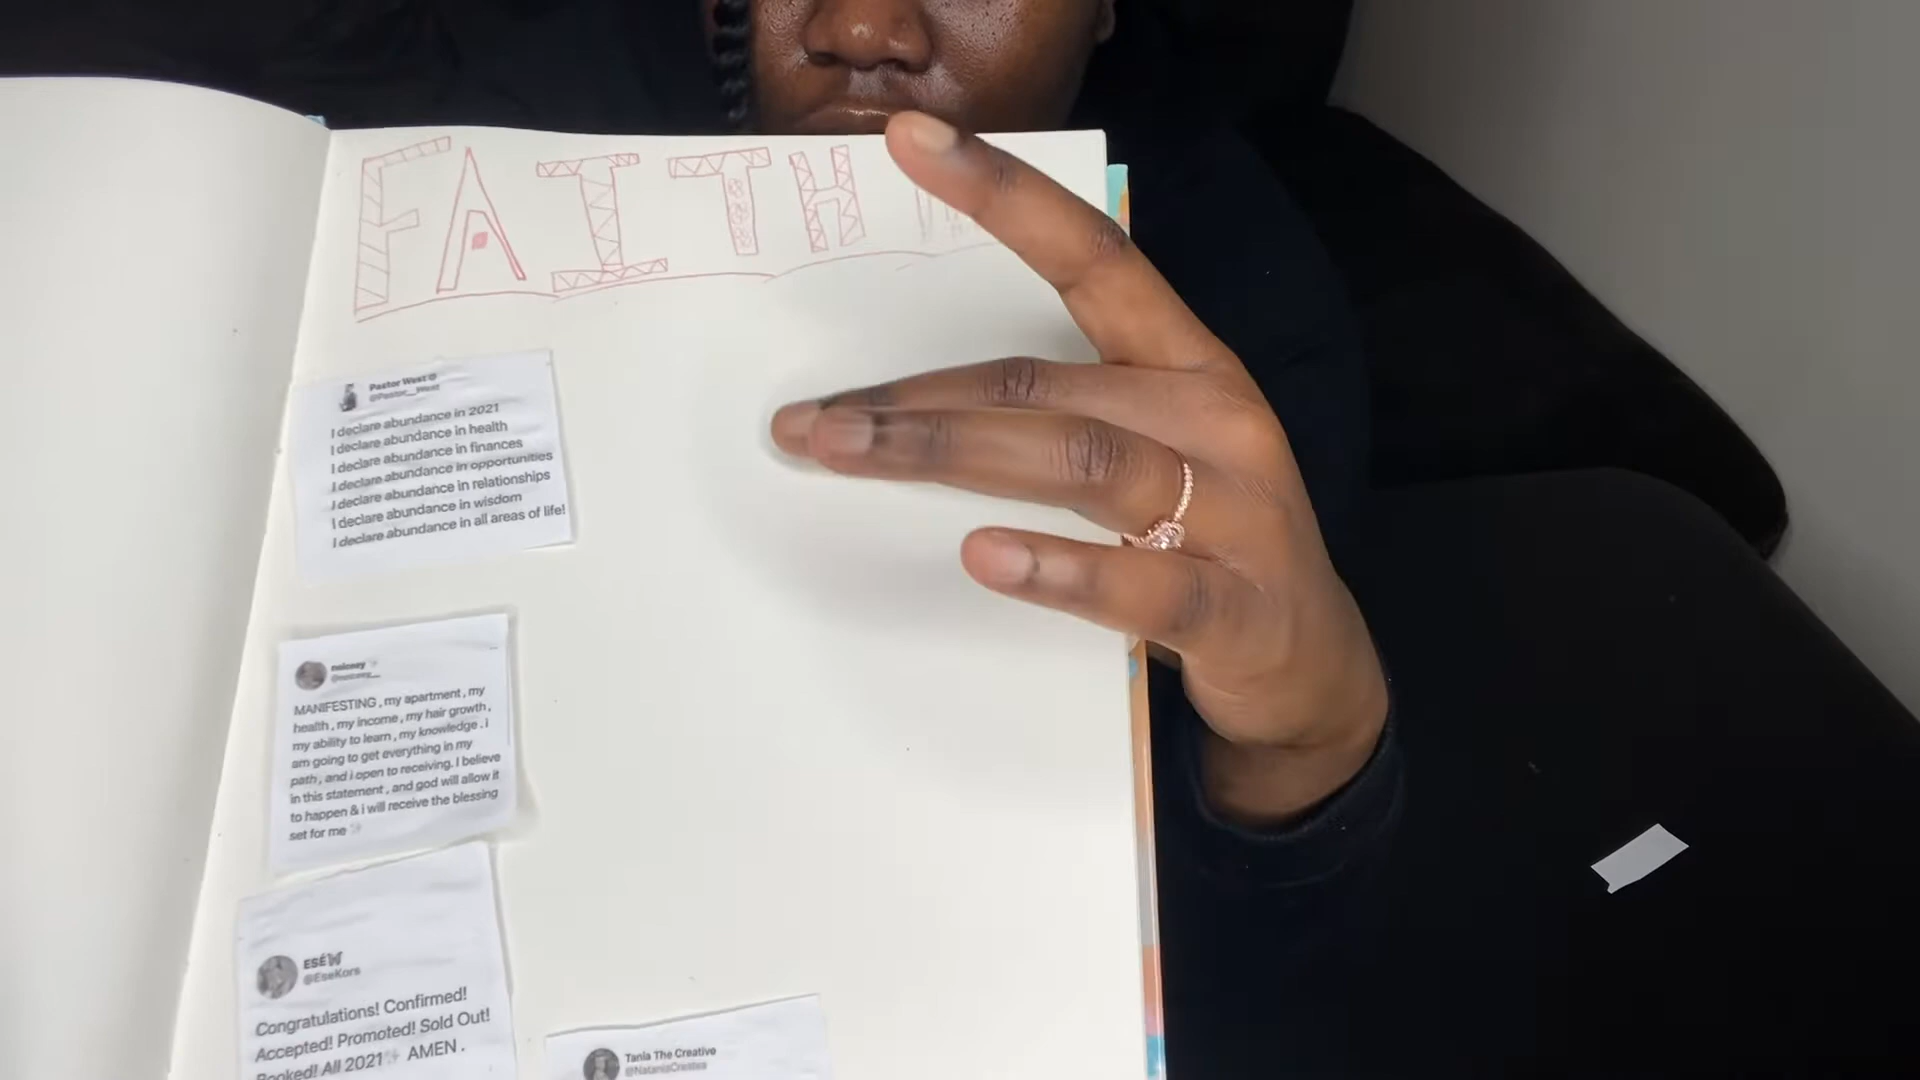 FAITH
Pastor West
@Pastor__West
I declare abundance in 2021
I declare abundance in health
I declare abundance in finances
I declare abundance in opportunities
I declare abundance in relationships
I declare abundance in wisdom
I declare abundance in all areas of life!
MANIFESTING , my apartment , my
health , my income , my hair growth ,
my ability to learn , my knowledge . i
am going to get everything in my
path , and i open to receiving. I believe
in this statement , and god will allow it
to happen & i will receive the blessing
set for me
ESÉ
@EseKors
Congratulations! Confirmed!
Accepted! Promoted! Sold Out!
Booked! All 2021 AMEN .
Tania The Creative